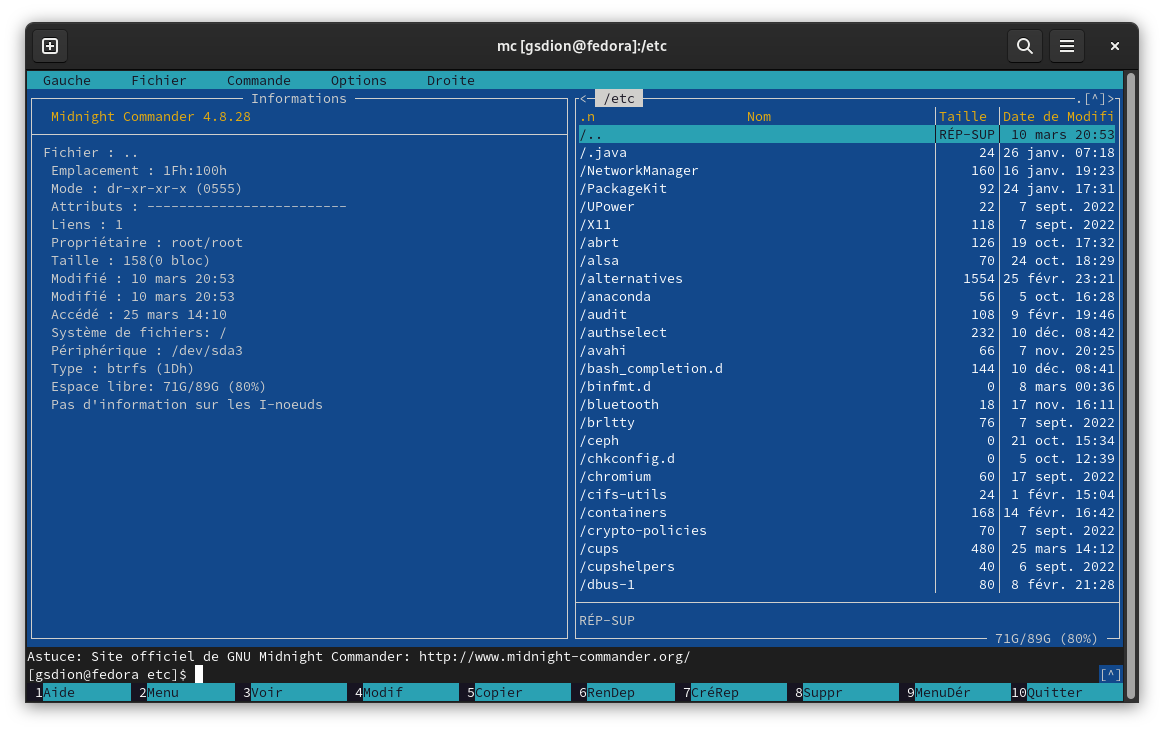 mc [gsdion@fedora]:/etc
Gauche Fichier Commande Options Droite
Informations
Midnight Commander 4.8.28
Fichier : ..
Emplacement : 1Fh:100h
Mode : dr-xr-xr-x (0555)
Attributs : -------------------------
Liens : 1
Propriétaire : root/root
Taille : 158(0 bloc)
Modifié : 10 mars 20:53
Modifié : 10 mars 20:53
Accédé : 25 mars 14:10
Système de fichiers: /
Périphérique : /dev/sda3
Type : btrfs (1Dh)
Espace libre: 71G/89G (80%)
Pas d'information sur les I-noeuds
<─ /etc .[^]>
.n Nom Taille Date de Modifi
/.. RÉP-SUP 10 mars 20:53
/.java 24 26 janv. 07:18
/NetworkManager 160 16 janv. 19:23
/PackageKit 92 24 janv. 17:31
/UPower 22 7 sept. 2022
/X11 118 7 sept. 2022
/abrt 126 19 oct. 17:32
/alsa 70 24 oct. 18:29
/alternatives 1554 25 févr. 23:21
/anaconda 56 5 oct. 16:28
/audit 108 9 févr. 19:46
/authselect 232 10 déc. 08:42
/avahi 66 7 nov. 20:25
/bash_completion.d 144 10 déc. 08:41
/binfmt.d 0 8 mars 00:36
/bluetooth 18 17 nov. 16:11
/brltty 76 7 sept. 2022
/ceph 0 21 oct. 15:34
/chkconfig.d 0 5 oct. 12:39
/chromium 60 17 sept. 2022
/cifs-utils 24 1 févr. 15:04
/containers 168 14 févr. 16:42
/crypto-policies 70 7 sept. 2022
/cups 480 25 mars 14:12
/cupshelpers 40 6 sept. 2022
/dbus-1 80 8 févr. 21:28
RÉP-SUP
71G/89G (80%)
Astuce: Site officiel de GNU Midnight Commander: http://www.midnight-commander.org/
[gsdion@fedora etc]$ [^]
1Aide 2Menu 3Voir 4Modif 5Copier 6RenDep 7CréRep 8Suppr 9MenuDér 10Quitter